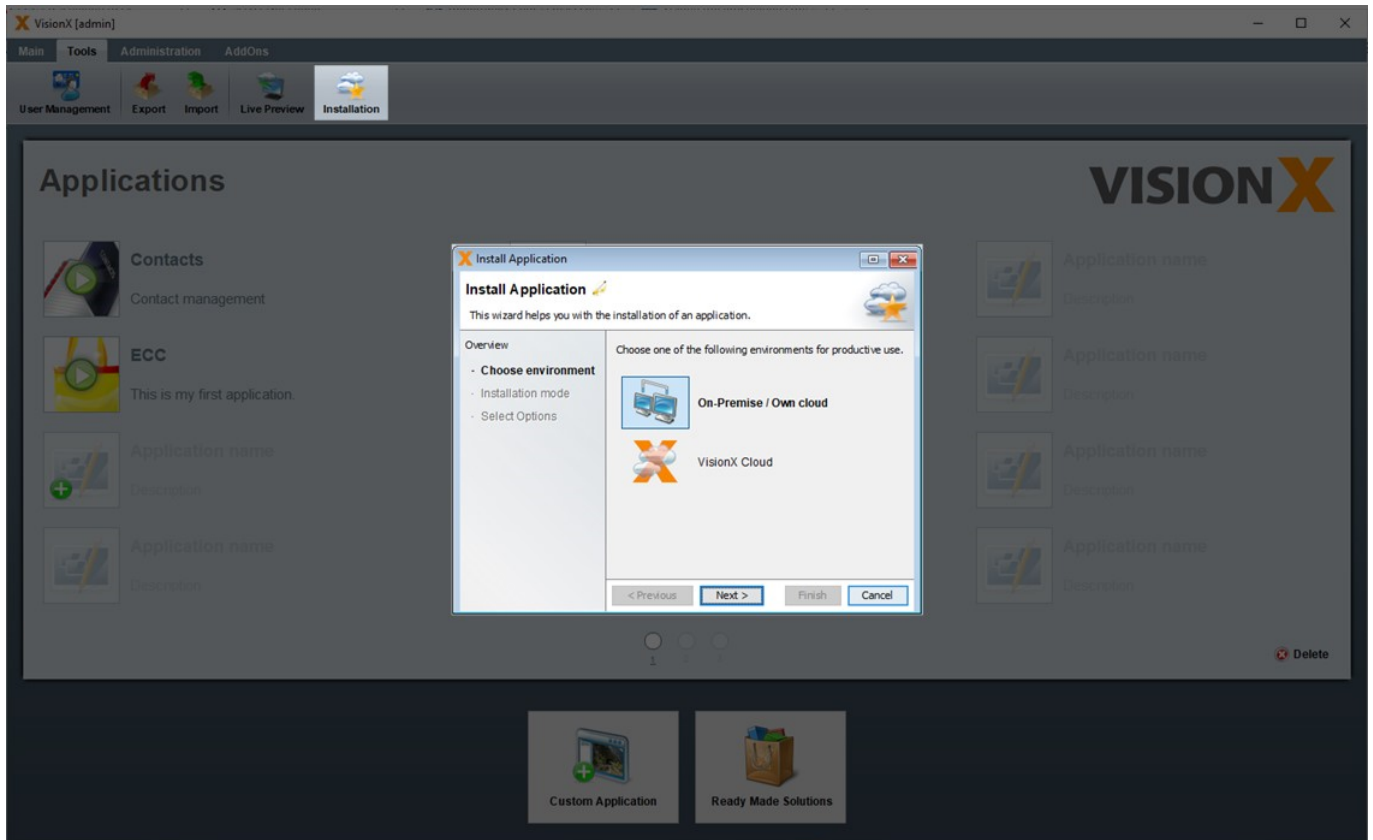 VisionX [admin]
Main Tools Administration AddOns
User Management Export Import Live Preview Installation
Applications
VISIONX
Contacts
Contact management
ECC
This is my first application.
Application name
Description
Application name
Description
Install Application
Install Application
This wizard helps you with the installation of an application.
Overview
· Choose environment
· Installation mode
· Select Options
Choose one of the following environments for productive use.
On-Premise / Own cloud
VisionX Cloud
< Previous Next > Finish Cancel
Application name
Description
Application name
Description
Application name
Description
Application name
Description
1
Delete
Custom Application
Ready Made Solutions